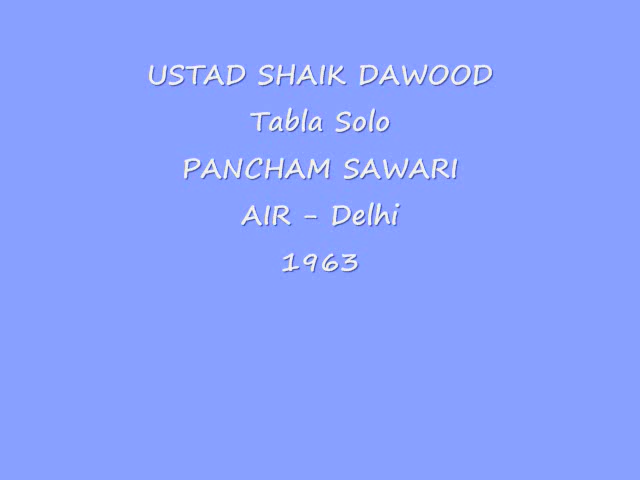 USTAD SHAIK DAWOOD
Tabla Solo
PANCHAM SAWARI
AIR - Delhi
1963